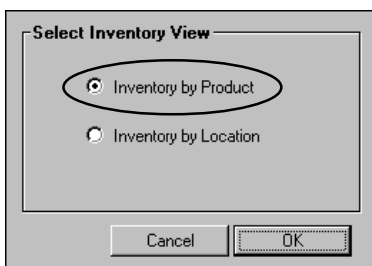 Select Inventory View
Inventory by Product
Inventory by Location
Cancel OK